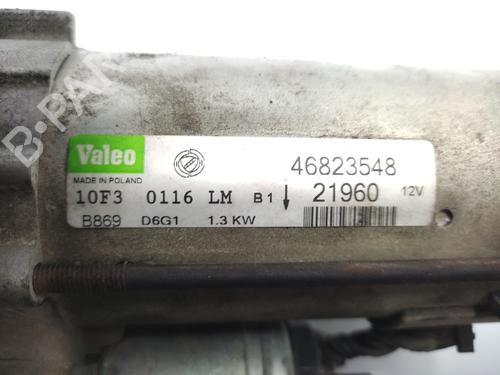 B-PARTS
Valeo
46823548
MADE IN POLAND
10F3 0116 LM B1 21960 12V
B869 D6G1 1.3 KW